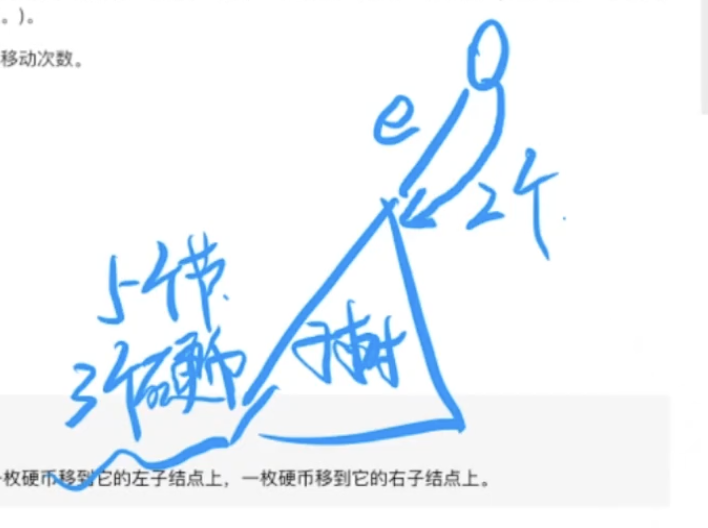 。)。
移动次数。
e
2个
5个节
3个硬币
子树
一枚硬币移到它的左子结点上，一枚硬币移到它的右子结点上。